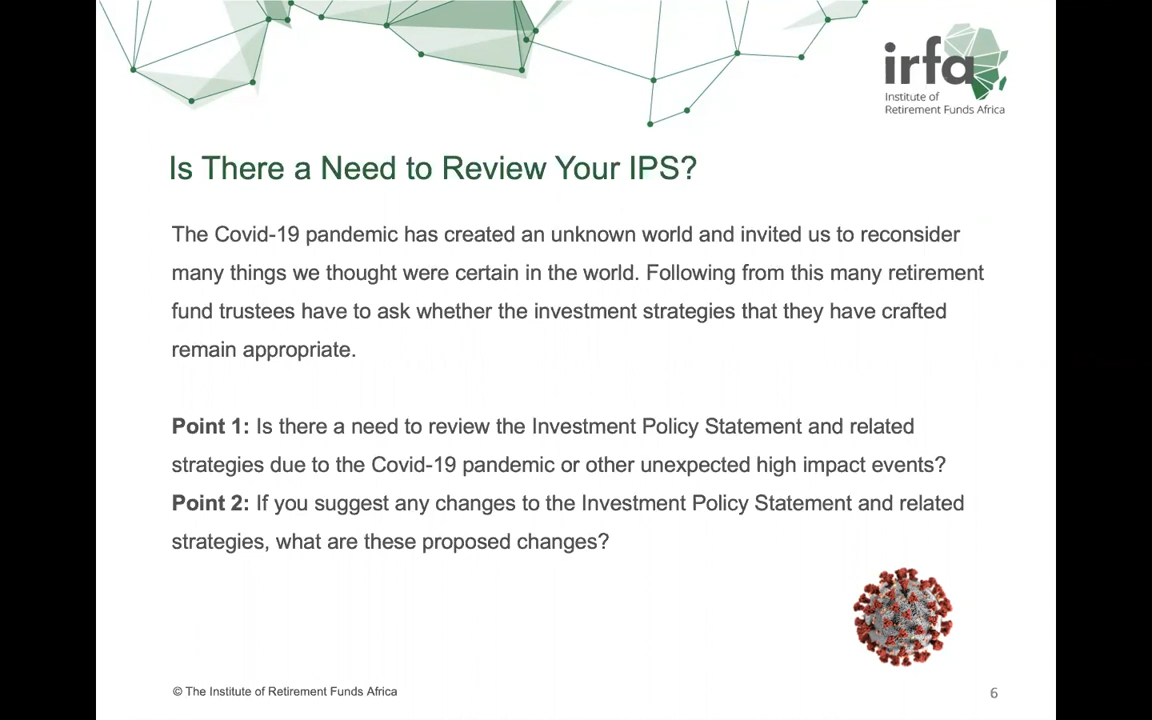 irfa
Institute of
Retirement Funds Africa
Is There a Need to Review Your IPS?
The Covid-19 pandemic has created an unknown world and invited us to reconsider
many things we thought were certain in the world. Following from this many retirement
fund trustees have to ask whether the investment strategies that they have crafted
remain appropriate.
Point 1: Is there a need to review the Investment Policy Statement and related
strategies due to the Covid-19 pandemic or other unexpected high impact events?
Point 2: If you suggest any changes to the Investment Policy Statement and related
strategies, what are these proposed changes?
© The Institute of Retirement Funds Africa
6